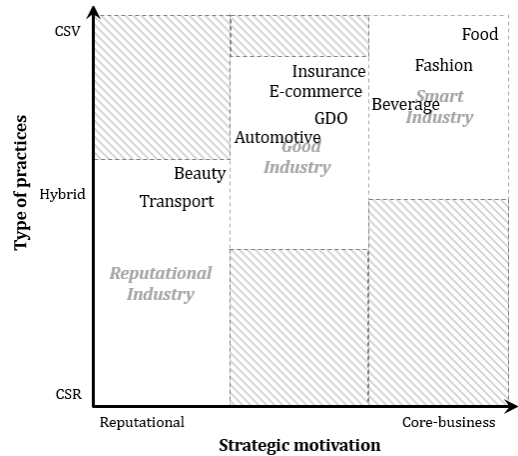 CSV
Food
Fashion
Insurance
E-commerce
Beverage
Smart
Industry
GDO
Automotive
Good
Industry
Type of practices
Beauty
Hybrid
Transport
Reputational
Industry
CSR
Reputational
Core-business
Strategic motivation